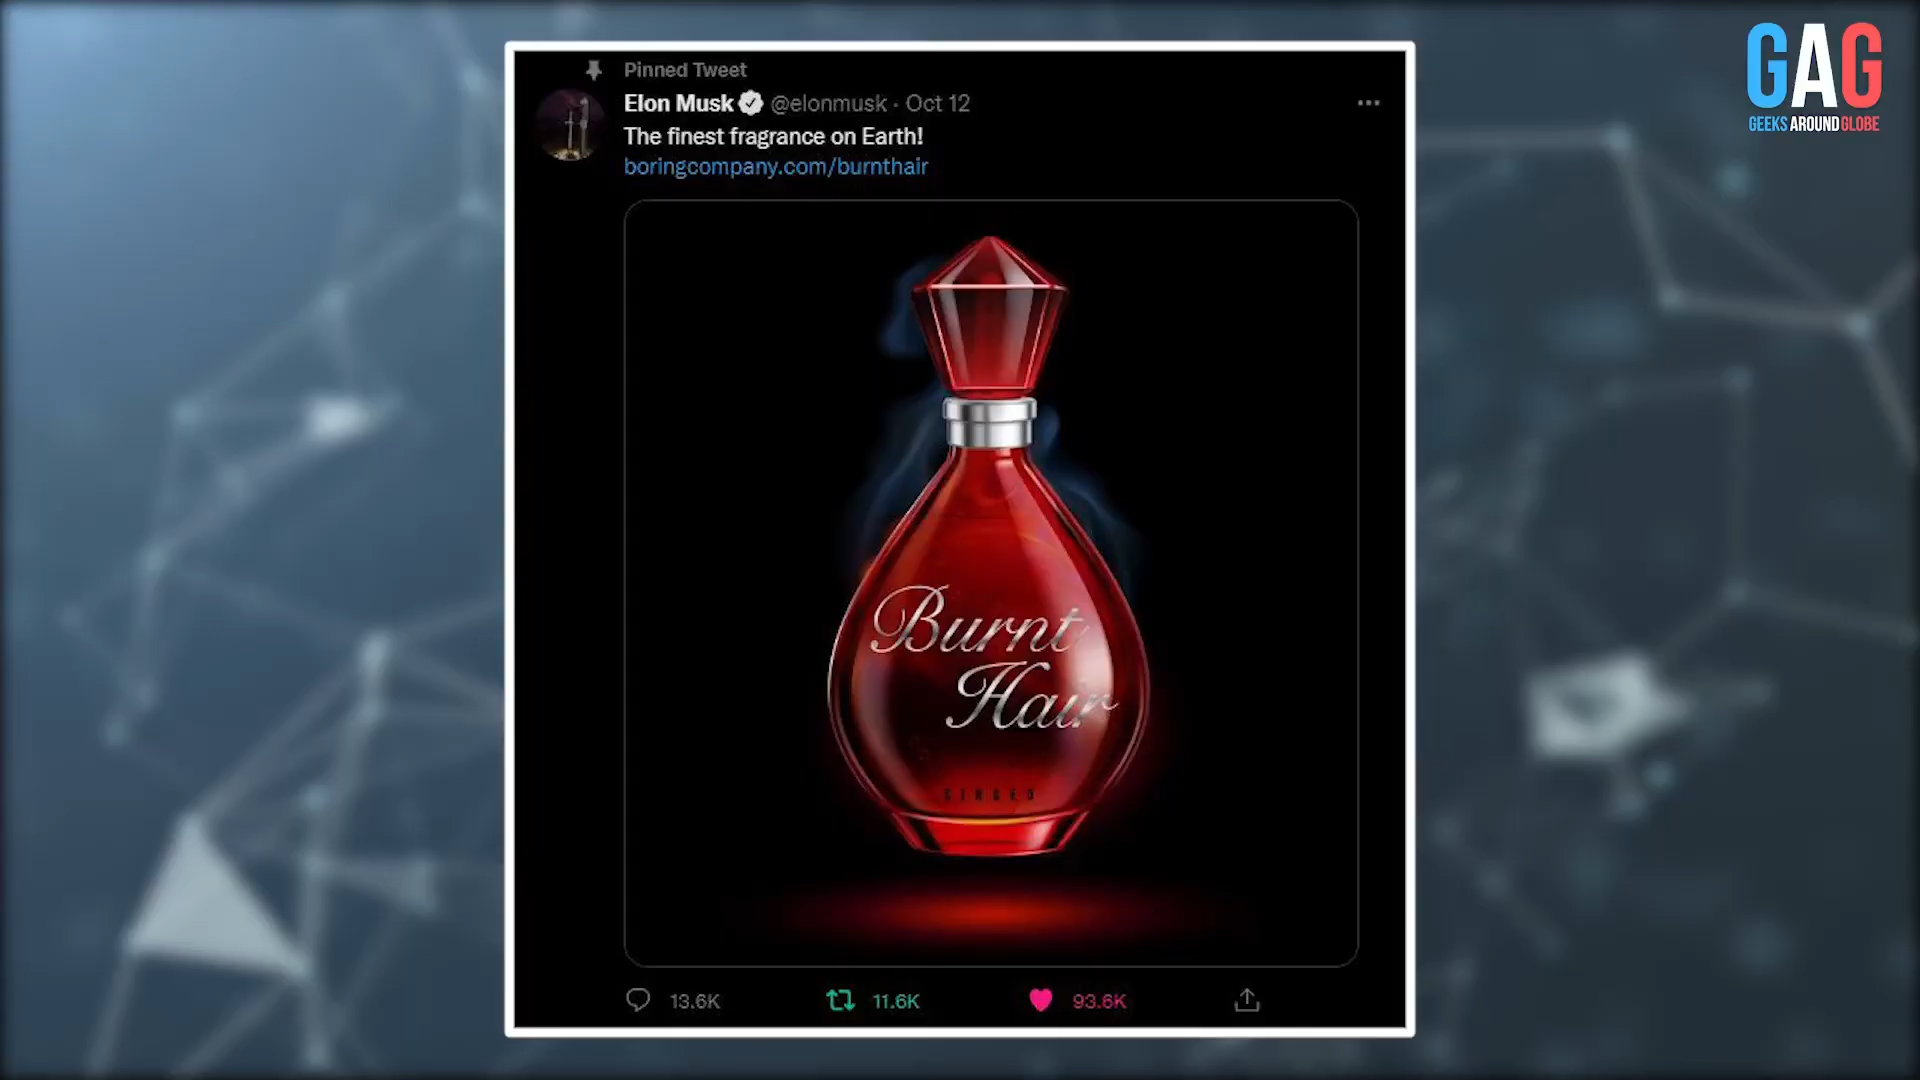 GAG
GEEKS AROUND GLOBE
Pinned Tweet
Elon Musk @elonmusk · Oct 12
The finest fragrance on Earth!
boringcompany.com/burnthair
Burnt
Hair
SINGED
13.6K 11.6K 93.6K